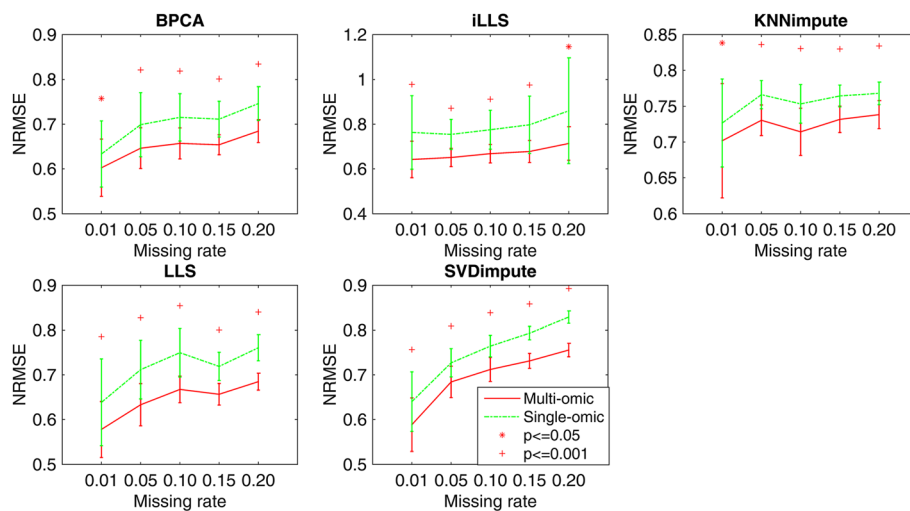 BPCA
0.9
0.8
0.7
0.6
0.5
NRMSE
0.01 0.05 0.10 0.15 0.20
Missing rate
iLLS
1.2
1
0.8
0.6
0.4
NRMSE
0.01 0.05 0.10 0.15 0.20
Missing rate
KNNimpute
0.85
0.8
0.75
0.7
0.65
0.6
NRMSE
0.01 0.05 0.10 0.15 0.20
Missing rate
LLS
0.9
0.8
0.7
0.6
0.5
NRMSE
0.01 0.05 0.10 0.15 0.20
Missing rate
SVDimpute
0.9
0.8
0.7
0.6
0.5
NRMSE
0.01 0.05 0.10 0.15 0.20
Missing rate
Multi-omic
Single-omic
p<=0.05
p<=0.001